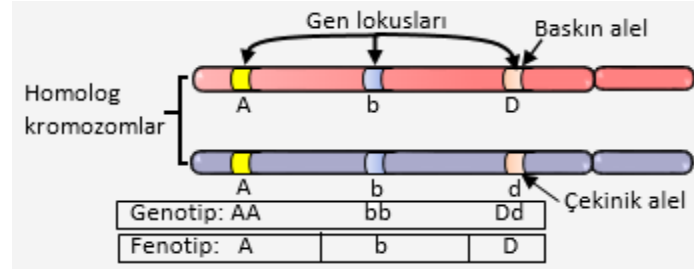 Gen lokusları
Baskın alel
Homolog
kromozomlar
A b D
A b d
Çekinik alel
Genotip: AA bb Dd
Fenotip: A b D